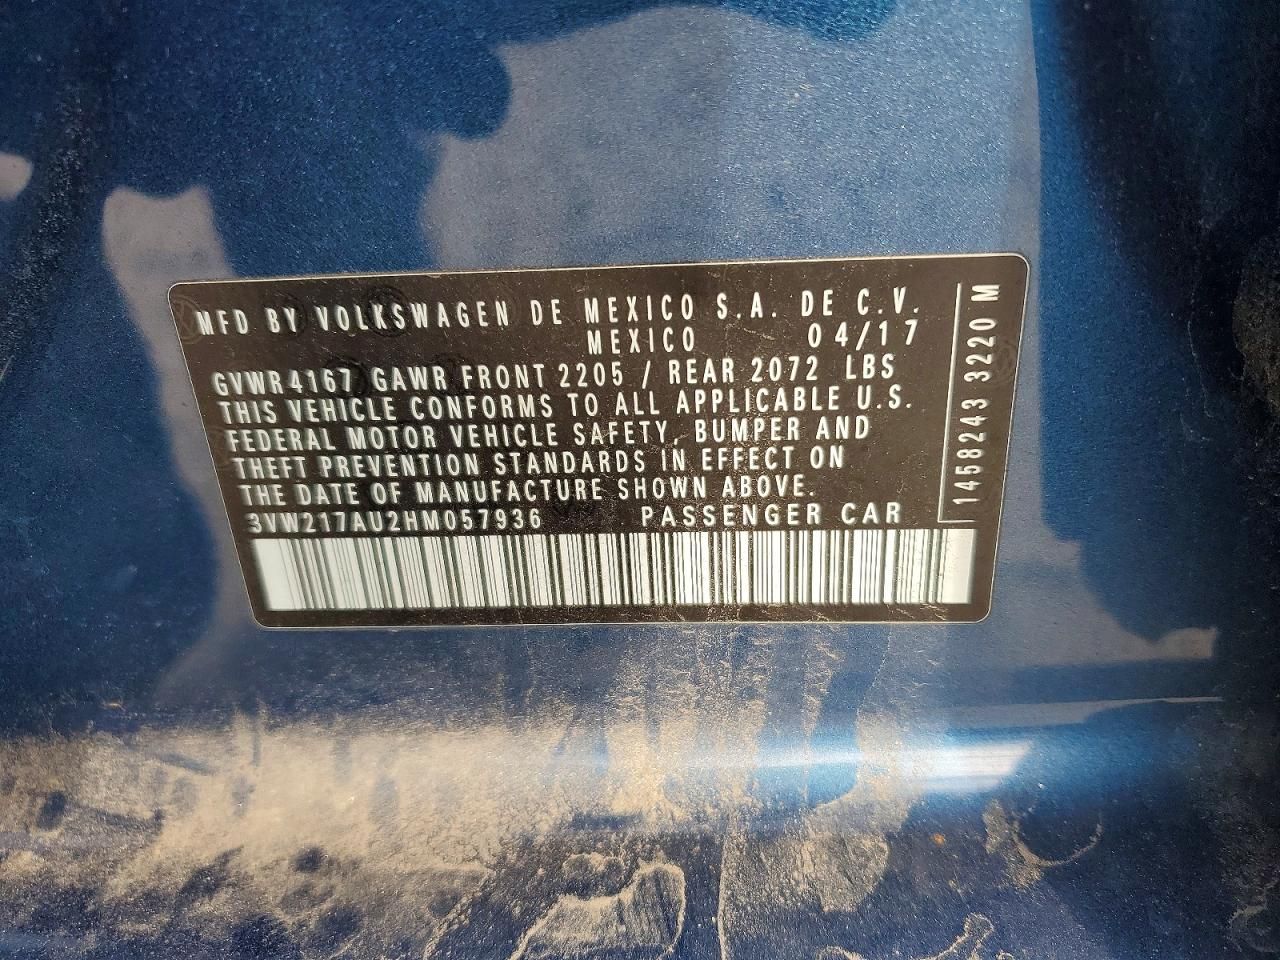 MFD BY VOLKSWAGEN DE MEXICO S.A. DE C.V.
MEXICO 04/17
GVWR 4167 GAWR FRONT 2205 / REAR 2072 LBS
THIS VEHICLE CONFORMS TO ALL APPLICABLE U.S.
FEDERAL MOTOR VEHICLE SAFETY, BUMPER AND
THEFT PREVENTION STANDARDS IN EFFECT ON
THE DATE OF MANUFACTURE SHOWN ABOVE.
3VW217AU2HM057936 PASSENGER CAR
1458243 3220 M